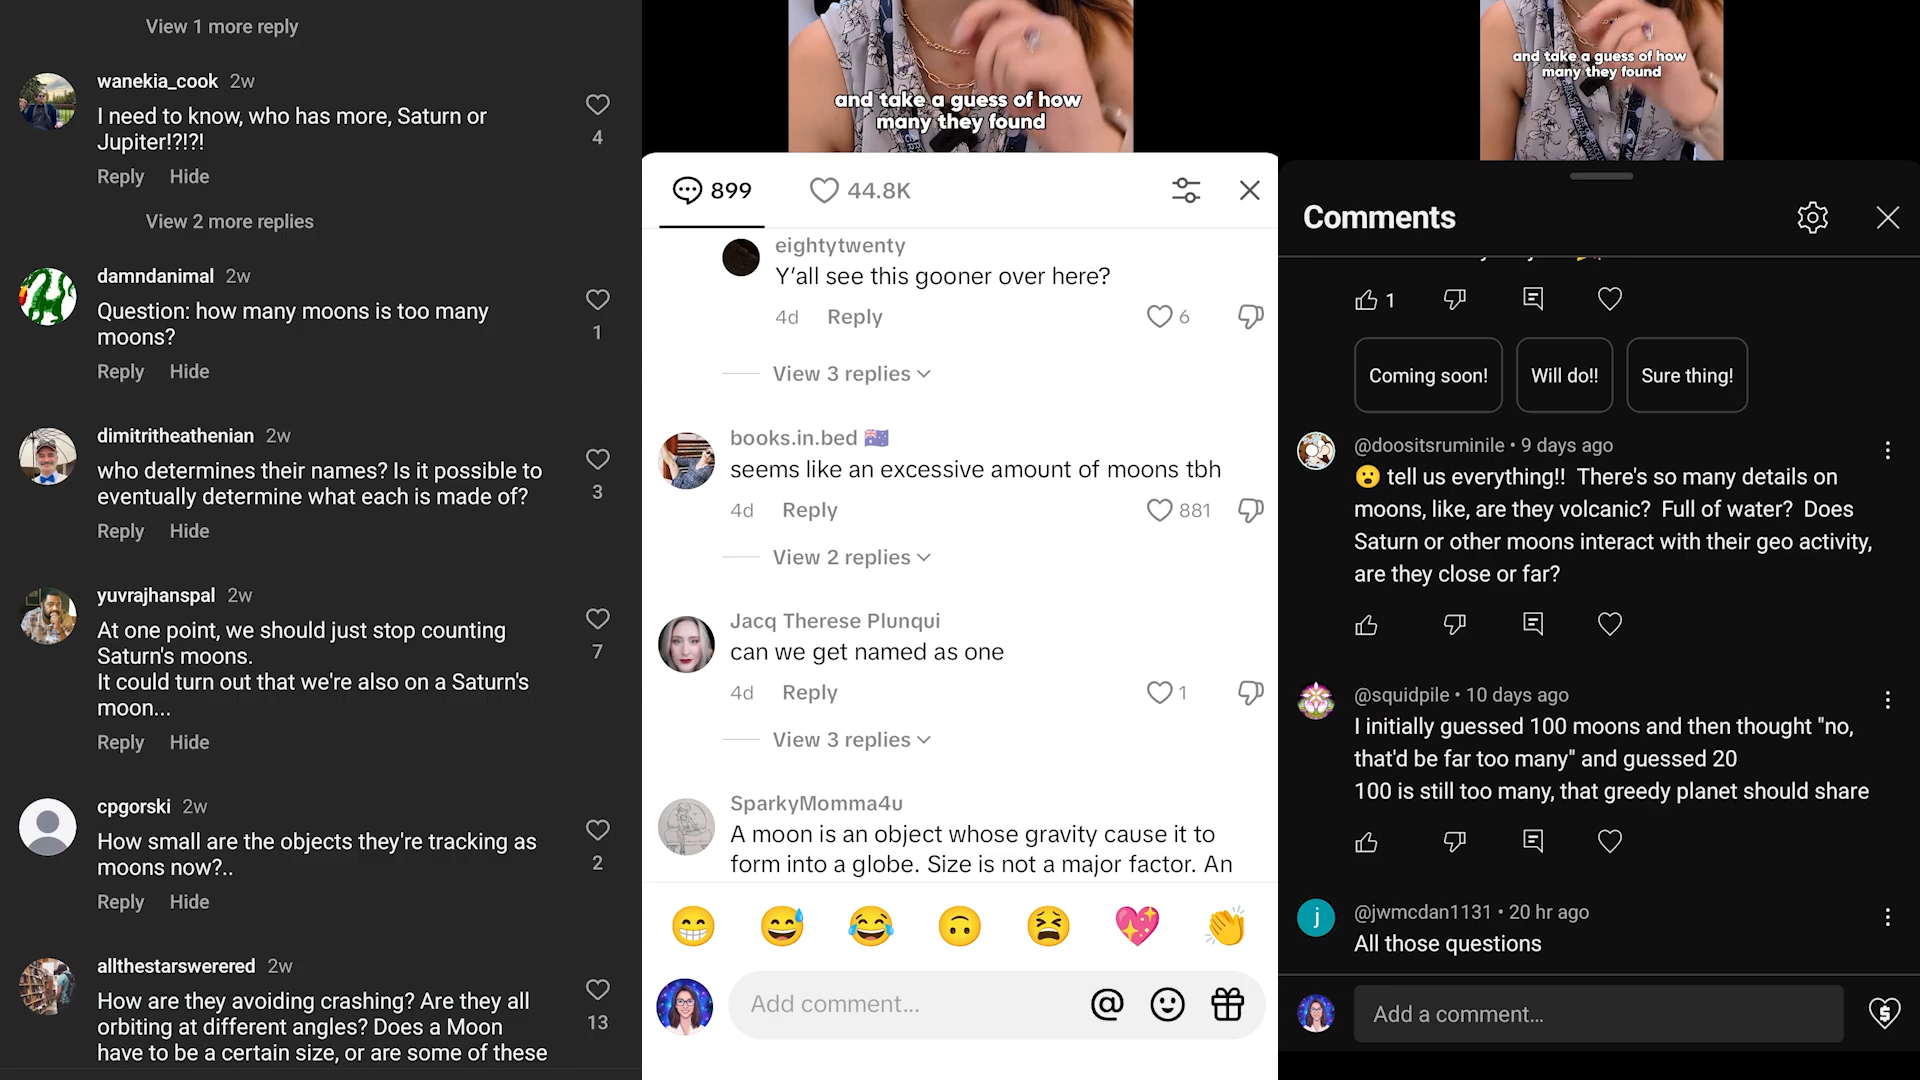 View 1 more reply
wanekia_cook 2w
I need to know, who has more, Saturn or
Jupiter!?!?!
4
Reply Hide
View 2 more replies
damndanimal 2w
Question: how many moons is too many
moons?
1
Reply Hide
dimitritheathenian 2w
who determines their names? Is it possible to
eventually determine what each is made of?
3
Reply Hide
yuvrajhanspal 2w
At one point, we should just stop counting
Saturn's moons.
It could turn out that we're also on a Saturn's
moon...
7
Reply Hide
cpgorski 2w
How small are the objects they're tracking as
moons now?..
2
Reply Hide
allthestarswerered 2w
How are they avoiding crashing? Are they all
orbiting at different angles? Does a Moon
have to be a certain size, or are some of these
13
and take a guess of how
many they found
899 44.8K
eightytwenty
Y'all see this gooner over here?
4d Reply 6
View 3 replies
books.in.bed 🇦🇺
seems like an excessive amount of moons tbh
4d Reply 881
View 2 replies
Jacq Therese Plunqui
can we get named as one
4d Reply 1
View 3 replies
SparkyMomma4u
A moon is an object whose gravity cause it to
form into a globe. Size is not a major factor. An
😁 😅 😂 🙃 😫 💖 👏
Add comment...
and take a guess of how
many they found
Comments
1
Coming soon! Will do!! Sure thing!
@doositsruminile • 9 days ago
😮 tell us everything!! There's so many details on
moons, like, are they volcanic? Full of water? Does
Saturn or other moons interact with their geo activity,
are they close or far?
@squidpile • 10 days ago
I initially guessed 100 moons and then thought "no,
that'd be far too many" and guessed 20
100 is still too many, that greedy planet should share
j
@jwmcdan1131 • 20 hr ago
All those questions
Add a comment...